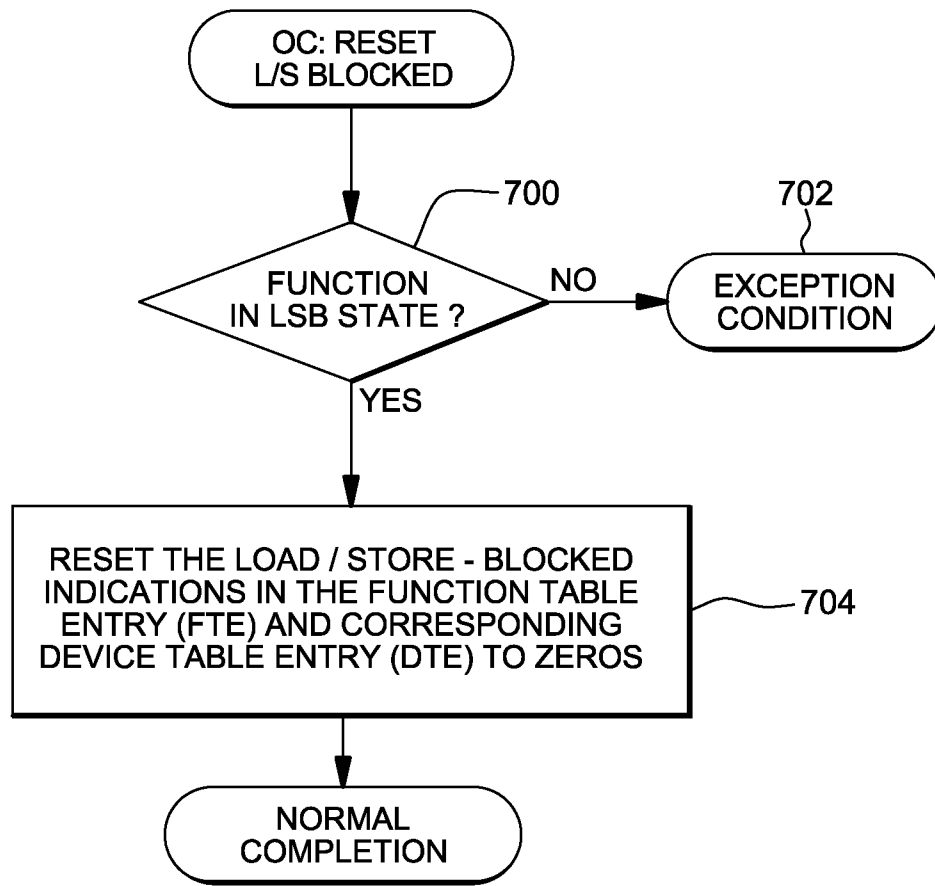 OC: RESET
L/S BLOCKED
700
702
FUNCTION
IN LSB STATE ?
NO
EXCEPTION
CONDITION
YES
RESET THE LOAD / STORE - BLOCKED
INDICATIONS IN THE FUNCTION TABLE
ENTRY (FTE) AND CORRESPONDING
DEVICE TABLE ENTRY (DTE) TO ZEROS
704
NORMAL
COMPLETION